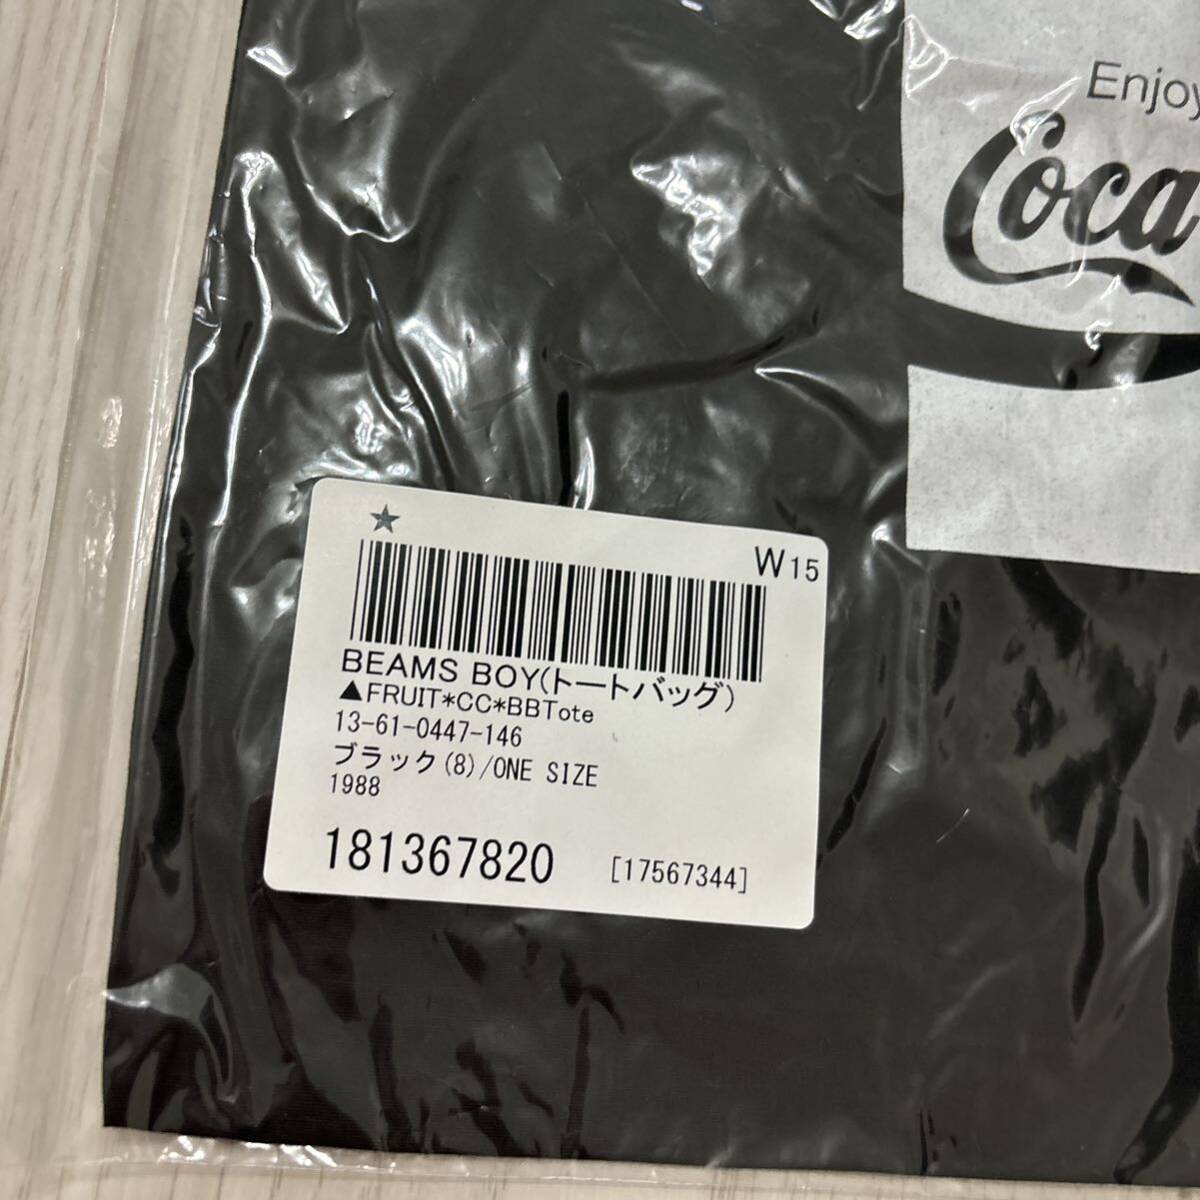 Enjoy
Coca
W15
BEAMS BOY(トートバッグ)
▲FRUIT*CC*BBTote
13-61-0447-146
ブラック(8)/ONE SIZE
1988
181367820 [17567344]